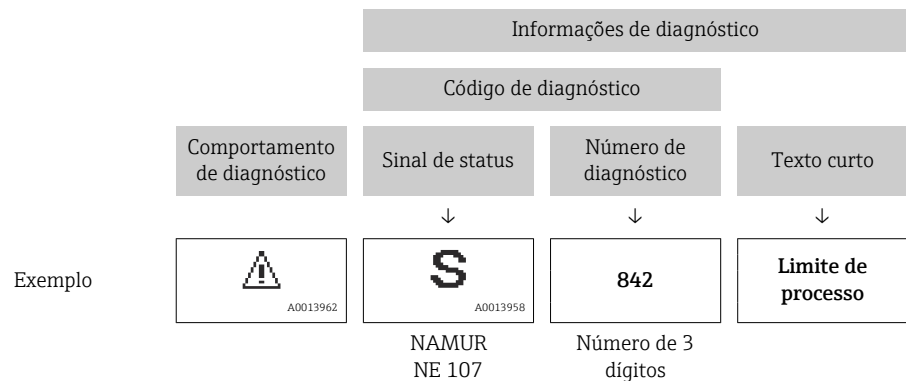 Informações de diagnóstico
Código de diagnóstico
Comportamento
de diagnóstico
Sinal de status
Número de
diagnóstico
Texto curto
↓ ↓ ↓
Exemplo
A0013962
S
A0013958
842
Limite de
processo
NAMUR
NE 107
Número de 3
dígitos